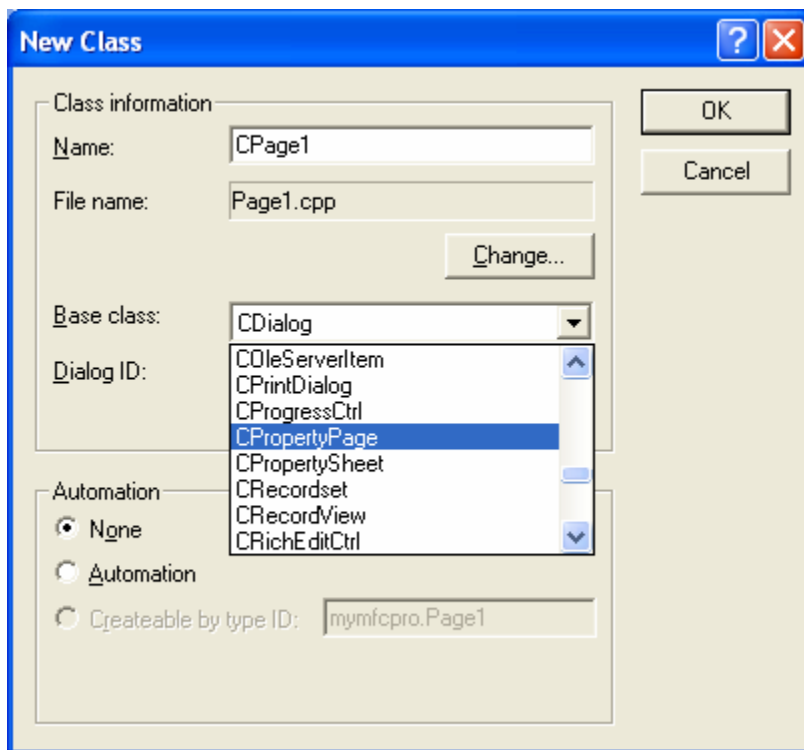 New Class
Class information
Name: CPage1
OK
File name: Page1.cpp
Cancel
Change...
Base class: CDialog
Dialog ID:
COleServerItem
CPrintDialog
CProgressCtrl
CPropertyPage
CPropertySheet
CRecordset
CRecordView
CRichEditCtrl
Automation
None
Automation
Createable by type ID: mymfcpro.Page1